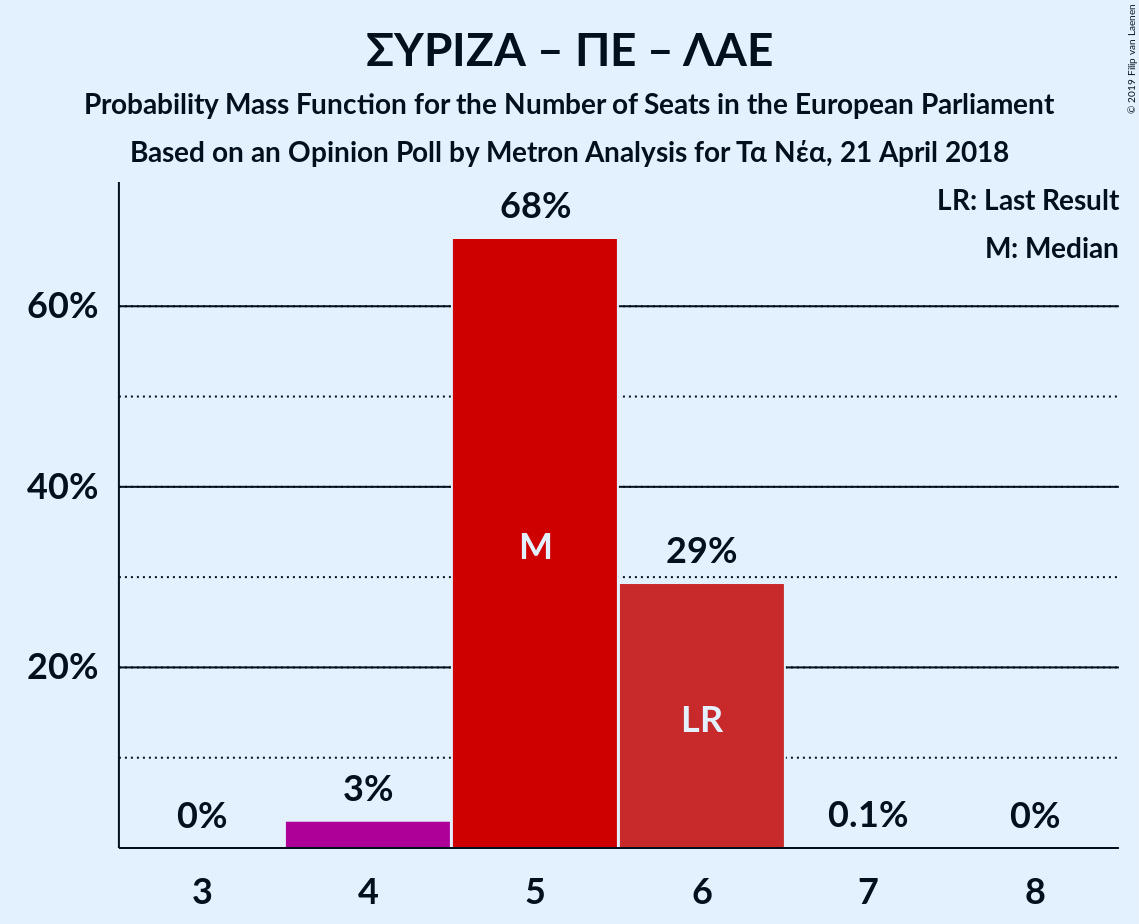 ΣΥΡΙΖΑ – ΠΕ – ΛΑΕ
Probability Mass Function for the Number of Seats in the European Parliament
Based on an Opinion Poll by Metron Analysis for Τα Νέα, 21 April 2018
© 2019 Filip van Laenen
LR: Last Result
M: Median
68%
60%
40%
M
29%
20%
LR
3%
0%
0.1%
0%
3 4 5 6 7 8